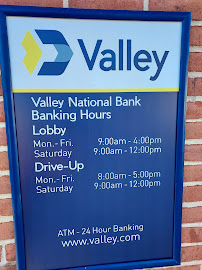 Valley
Valley National Bank
Banking Hours
Lobby
Mon.- Fri. 9:00am - 4:00pm
Saturday 9:00am - 12:00pm
Drive-Up
Mon.- Fri. 8:00am - 5:00pm
Saturday 9:00am - 12:00pm
ATM - 24 Hour Banking
www.valley.com